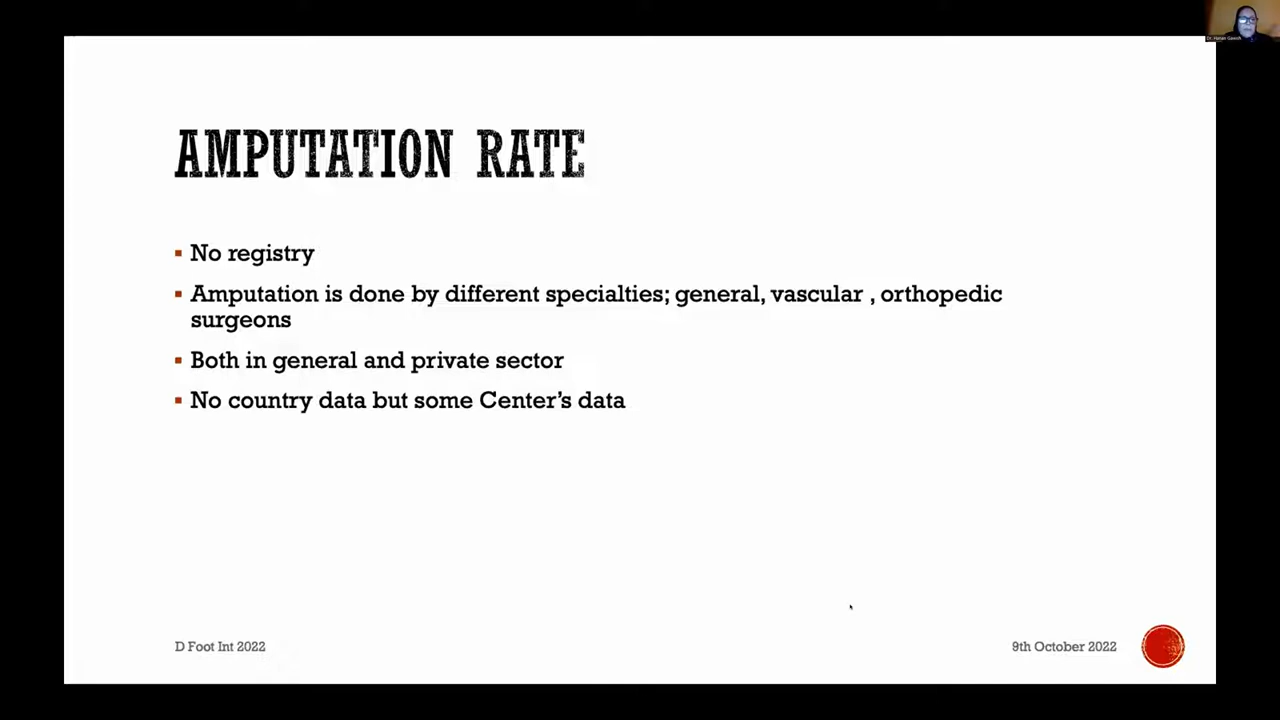 AMPUTATION RATE
▪ No registry
▪ Amputation is done by different specialties; general, vascular , orthopedic
surgeons
▪ Both in general and private sector
▪ No country data but some Center's data
D Foot Int 2022
9th October 2022